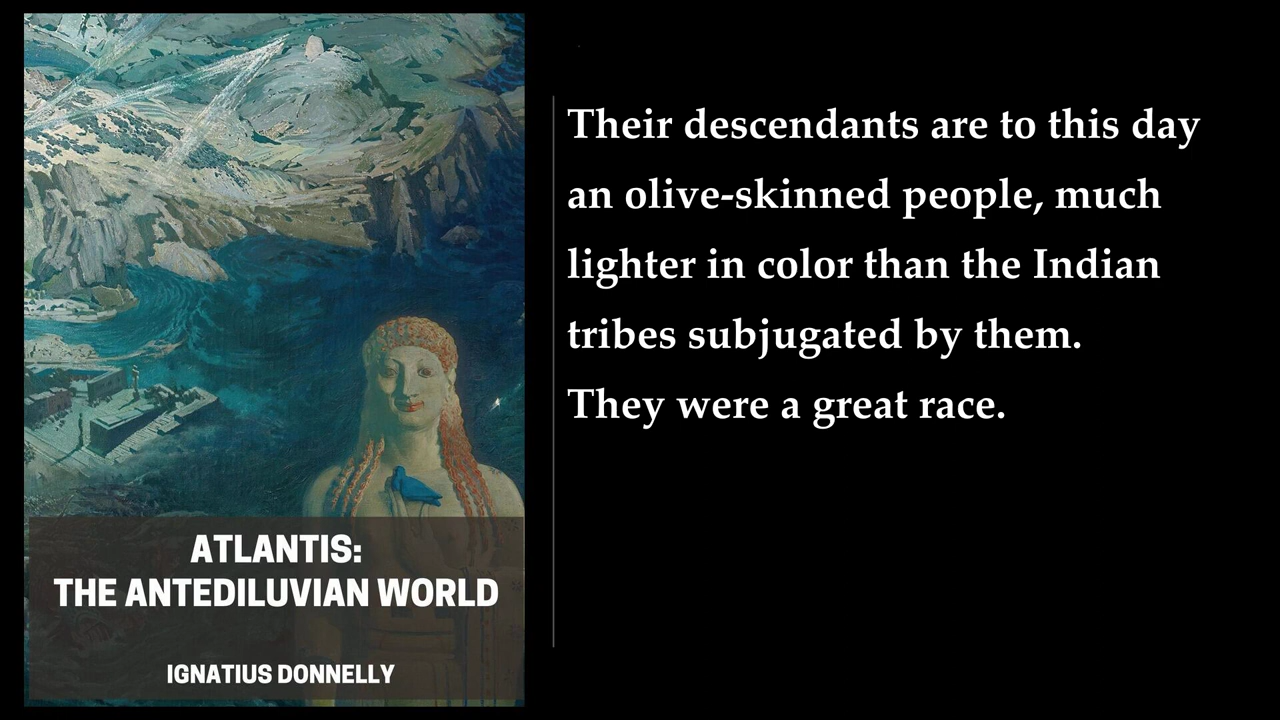 Their descendants are to this day
an olive-skinned people, much
lighter in color than the Indian
tribes subjugated by them.
They were a great race.
ATLANTIS:
THE ANTEDILUVIAN WORLD
IGNATIUS DONNELLY